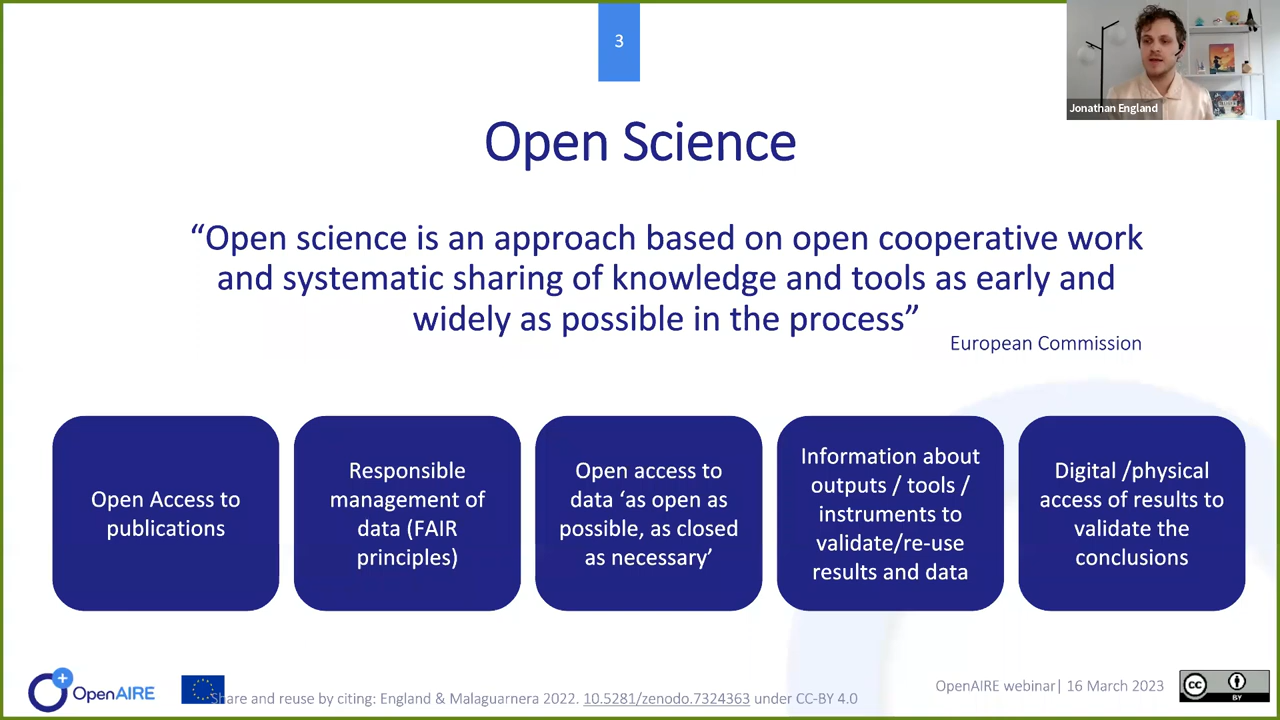 3
Jonathan England
Open Science
“Open science is an approach based on open cooperative work
and systematic sharing of knowledge and tools as early and
widely as possible in the process”
European Commission
Open Access to
publications
Responsible
management of
data (FAIR
principles)
Open access to
data ‘as open as
possible, as closed
as necessary’
Information about
outputs / tools /
instruments to
validate/re-use
results and data
Digital /physical
access of results to
validate the
conclusions
OpenAIRE
Share and reuse by citing: England & Malaguarnera 2022. 10.5281/zenodo.7324363 under CC-BY 4.0
OpenAIRE webinar| 16 March 2023
CC
BY